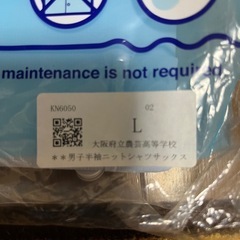 maintenance is not required
KN6050 02
L
大阪府立農芸高等学校
**男子半袖ニットシャツサックス